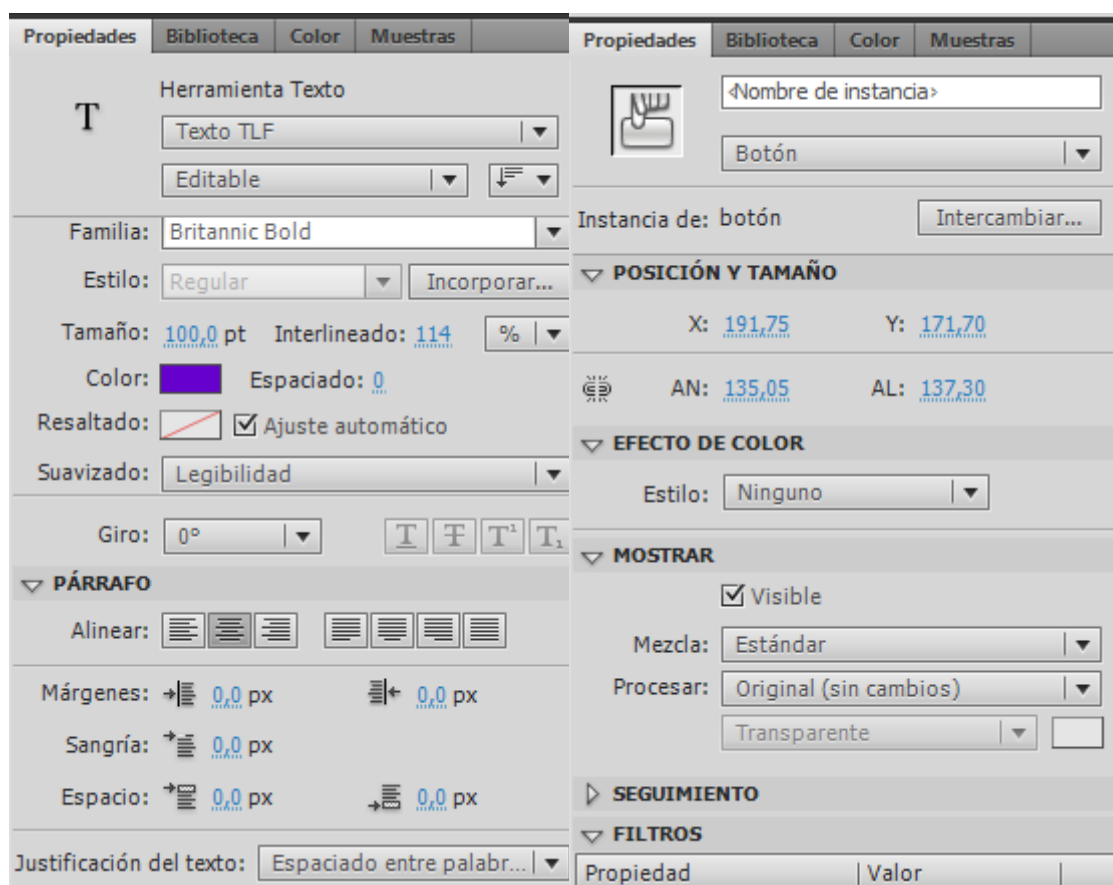 Propiedades Biblioteca Color Muestras
Herramienta Texto
T
Texto TLF
Editable
Familia: Britannic Bold
Estilo: Regular Incorporar...
Tamaño: 100,0 pt Interlineado: 114 %
Color: Espaciado: 0
Resaltado: Ajuste automático
Suavizado: Legibilidad
Giro: 0° T T T¹ T₁
PÁRRAFO
Alinear:
Márgenes: 0,0 px 0,0 px
Sangría: 0,0 px
Espacio: 0,0 px 0,0 px
Justificación del texto: Espaciado entre palabr...
Propiedades Biblioteca Color Muestras
<Nombre de instancia>
Botón
Instancia de: botón Intercambiar...
POSICIÓN Y TAMAÑO
X: 191,75 Y: 171,70
AN: 135,05 AL: 137,30
EFECTO DE COLOR
Estilo: Ninguno
MOSTRAR
Visible
Mezcla: Estándar
Procesar: Original (sin cambios)
Transparente
SEGUIMIENTO
FILTROS
Propiedad Valor